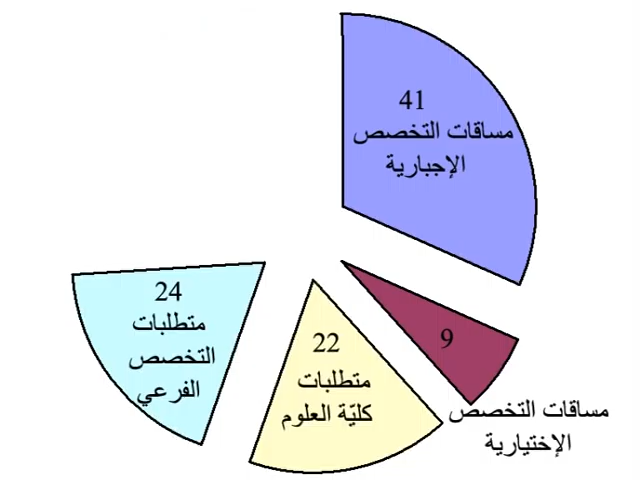 41
مساقات التخصص
الإجبارية
9
مساقات التخصص
الإختيارية
22
متطلبات
كليّة العلوم
24
متطلبات
التخصص
الفرعي